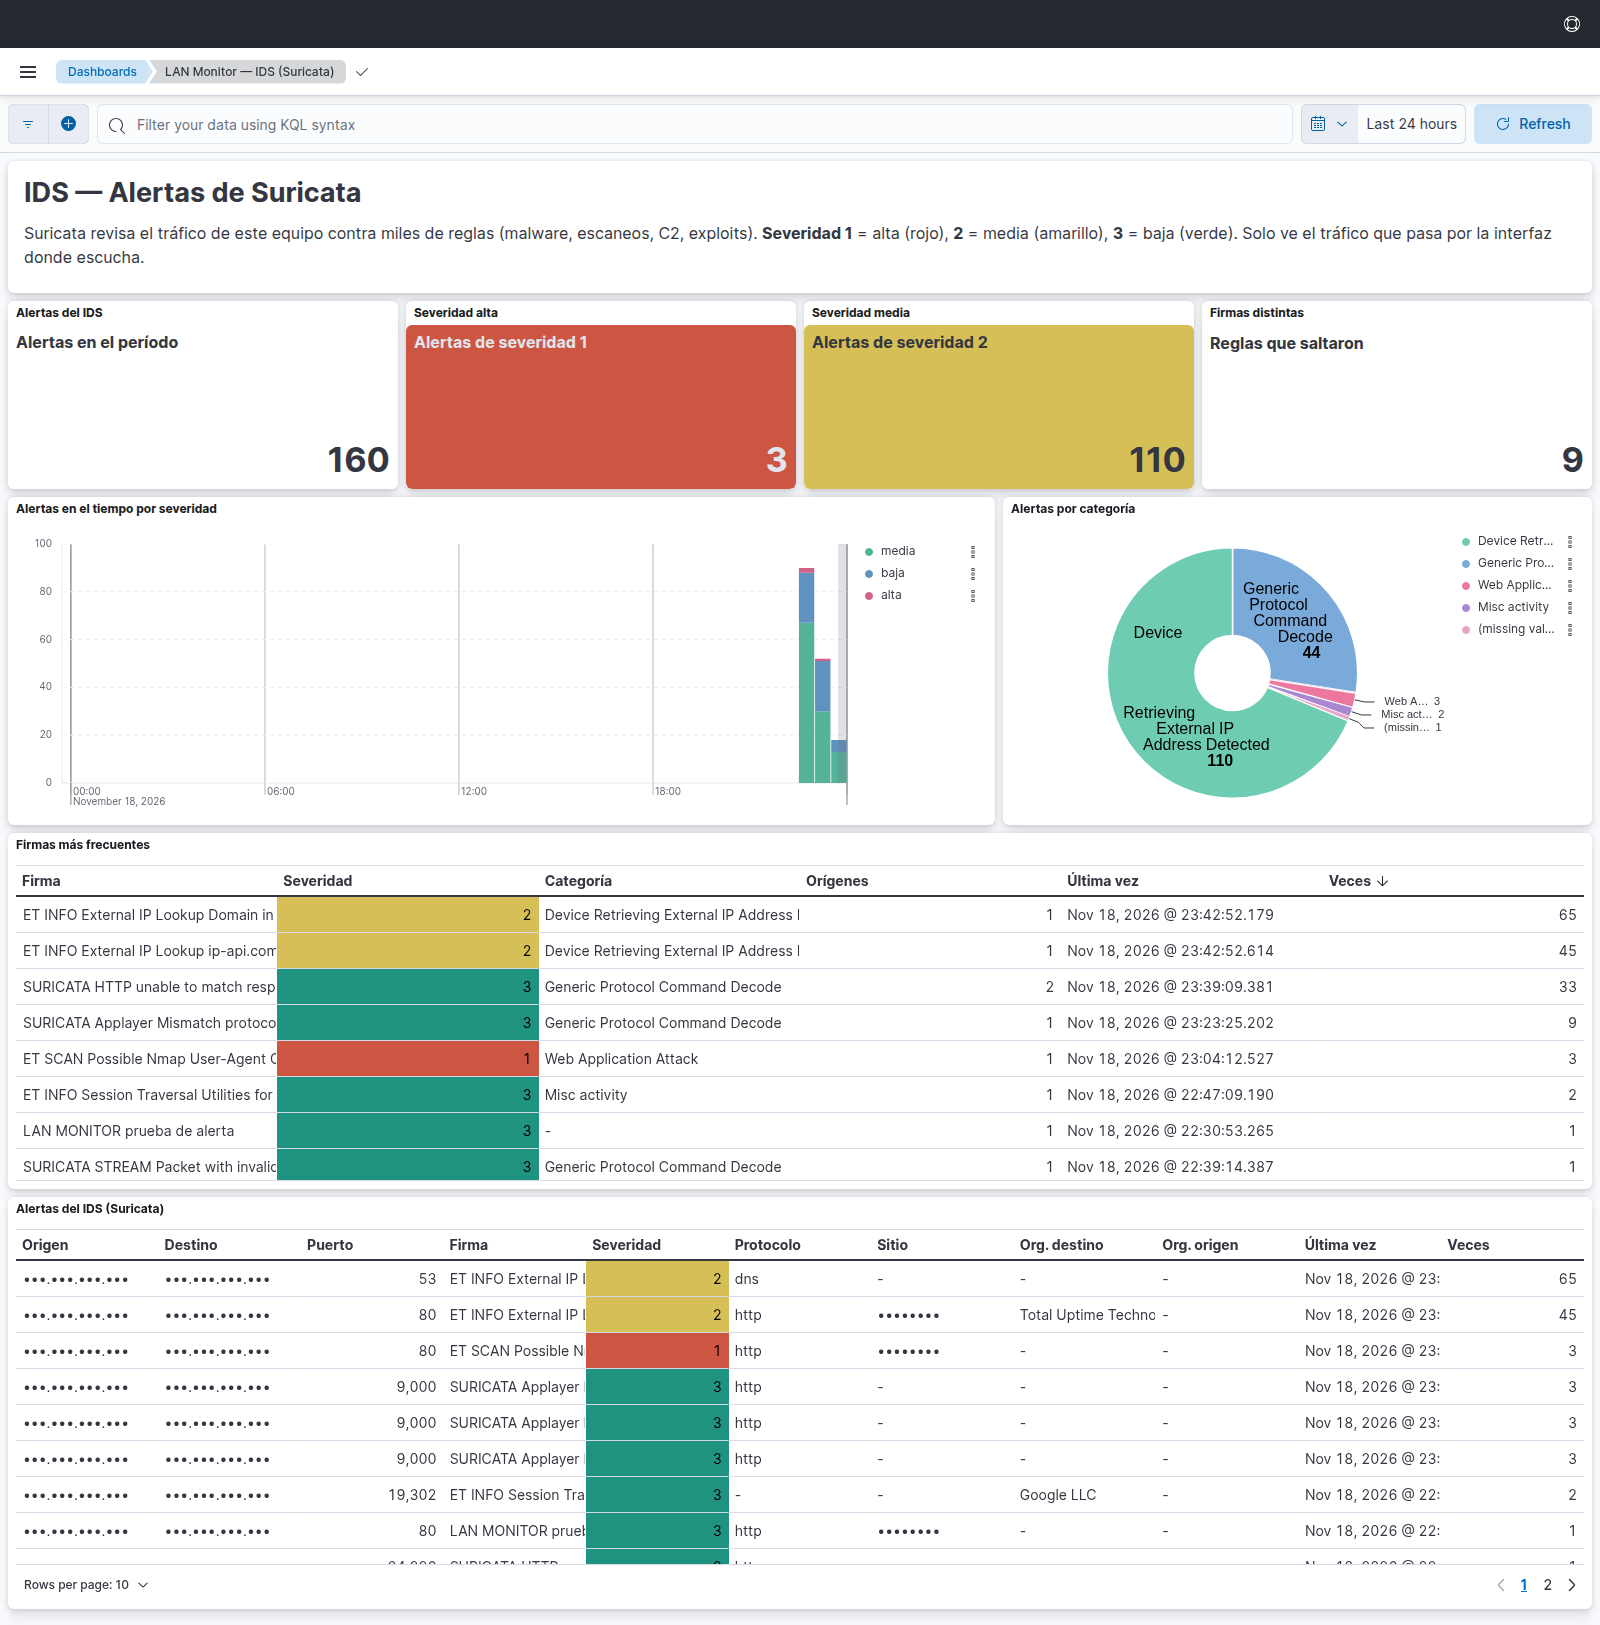 Dashboards
LAN Monitor — IDS (Suricata)
Filter your data using KQL syntax
Last 24 hours
Refresh
IDS — Alertas de Suricata
Suricata revisa el tráfico de este equipo contra miles de reglas (malware, escaneos, C2, exploits). Severidad 1 = alta (rojo), 2 = media (amarillo), 3 = baja (verde). Solo ve el tráfico que pasa por la interfaz
donde escucha.
Alertas del IDS
Alertas en el período
160
Severidad alta
Alertas de severidad 1
3
Severidad media
Alertas de severidad 2
110
Firmas distintas
Reglas que saltaron
9
Alertas en el tiempo por severidad
100
80
60
40
20
0
00:00
November 18, 2026
06:00
12:00
18:00
media
baja
alta
Alertas por categoría
Generic
Protocol
Command
Decode
44
Device
Retrieving
External IP
Address Detected
110
Web A... 3
Misc act... 2
(missin... 1
Device Retr...
Generic Pro...
Web Applic...
Misc activity
(missing val...
Firmas más frecuentes
Firma Severidad Categoría Orígenes Última vez Veces
ET INFO External IP Lookup Domain in 2 Device Retrieving External IP Address 1 Nov 18, 2026 @ 23:42:52.179 65
ET INFO External IP Lookup ip-api.com 2 Device Retrieving External IP Address 1 Nov 18, 2026 @ 23:42:52.614 45
SURICATA HTTP unable to match resp 3 Generic Protocol Command Decode 2 Nov 18, 2026 @ 23:39:09.381 33
SURICATA Applayer Mismatch protoco 3 Generic Protocol Command Decode 1 Nov 18, 2026 @ 23:23:25.202 9
ET SCAN Possible Nmap User-Agent 1 Web Application Attack 1 Nov 18, 2026 @ 23:04:12.527 3
ET INFO Session Traversal Utilities for 3 Misc activity 1 Nov 18, 2026 @ 22:47:09.190 2
LAN MONITOR prueba de alerta 3 - 1 Nov 18, 2026 @ 22:30:53.265 1
SURICATA STREAM Packet with invalid 3 Generic Protocol Command Decode 1 Nov 18, 2026 @ 22:39:14.387 1
Alertas del IDS (Suricata)
Origen Destino Puerto Firma Severidad Protocolo Sitio Org. destino Org. origen Última vez Veces
•••.•••.•••.••• •••.•••.•••.••• 53 ET INFO External IP 2 dns - - - Nov 18, 2026 @ 23: 65
•••.•••.•••.••• •••.•••.•••.••• 80 ET INFO External IP 2 http •••••••• Total Uptime Techno - Nov 18, 2026 @ 23: 45
•••.•••.•••.••• •••.•••.•••.••• 80 ET SCAN Possible N 1 http •••••••• - - Nov 18, 2026 @ 23: 3
•••.•••.•••.••• •••.•••.•••.••• 9,000 SURICATA Applayer 3 http - - - Nov 18, 2026 @ 23: 3
•••.•••.•••.••• •••.•••.•••.••• 9,000 SURICATA Applayer 3 http - - - Nov 18, 2026 @ 23: 3
•••.•••.•••.••• •••.•••.•••.••• 9,000 SURICATA Applayer 3 http - - - Nov 18, 2026 @ 23: 3
•••.•••.•••.••• •••.•••.•••.••• 19,302 ET INFO Session Tra 3 - - Google LLC - Nov 18, 2026 @ 22: 2
•••.•••.•••.••• •••.•••.•••.••• 80 LAN MONITOR prueb 3 http •••••••• - - Nov 18, 2026 @ 22: 1
Rows per page: 10
1 2